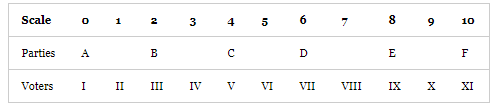 Scale 0 1 2 3 4 5 6 7 8 9 10
Parties A B C D E F
Voters I II III IV V VI VII VIII IX X XI